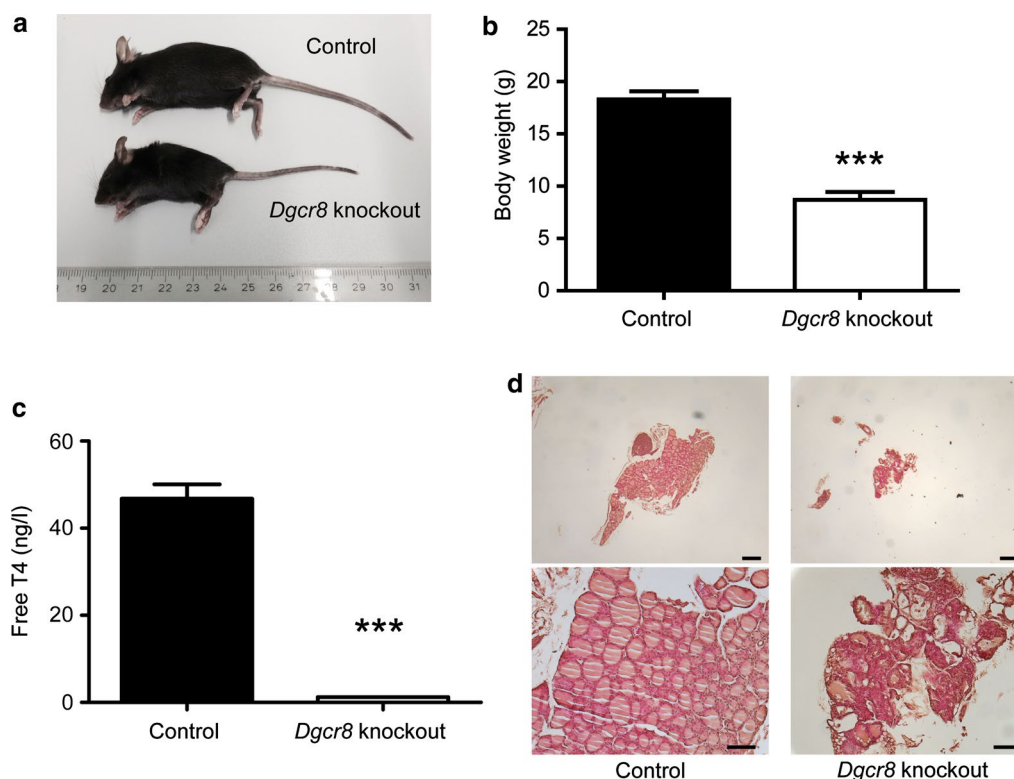 a
Control
Dgcr8 knockout
19 20 21 22 23 24 25 26 27 28 29 30 31
b
Body weight (g)
25
20
15
10
5
0
***
Control
Dgcr8 knockout
c
Free T4 (ng/l)
60
40
20
0
***
Control
Dgcr8 knockout
d
Control
Dgcr8 knockout